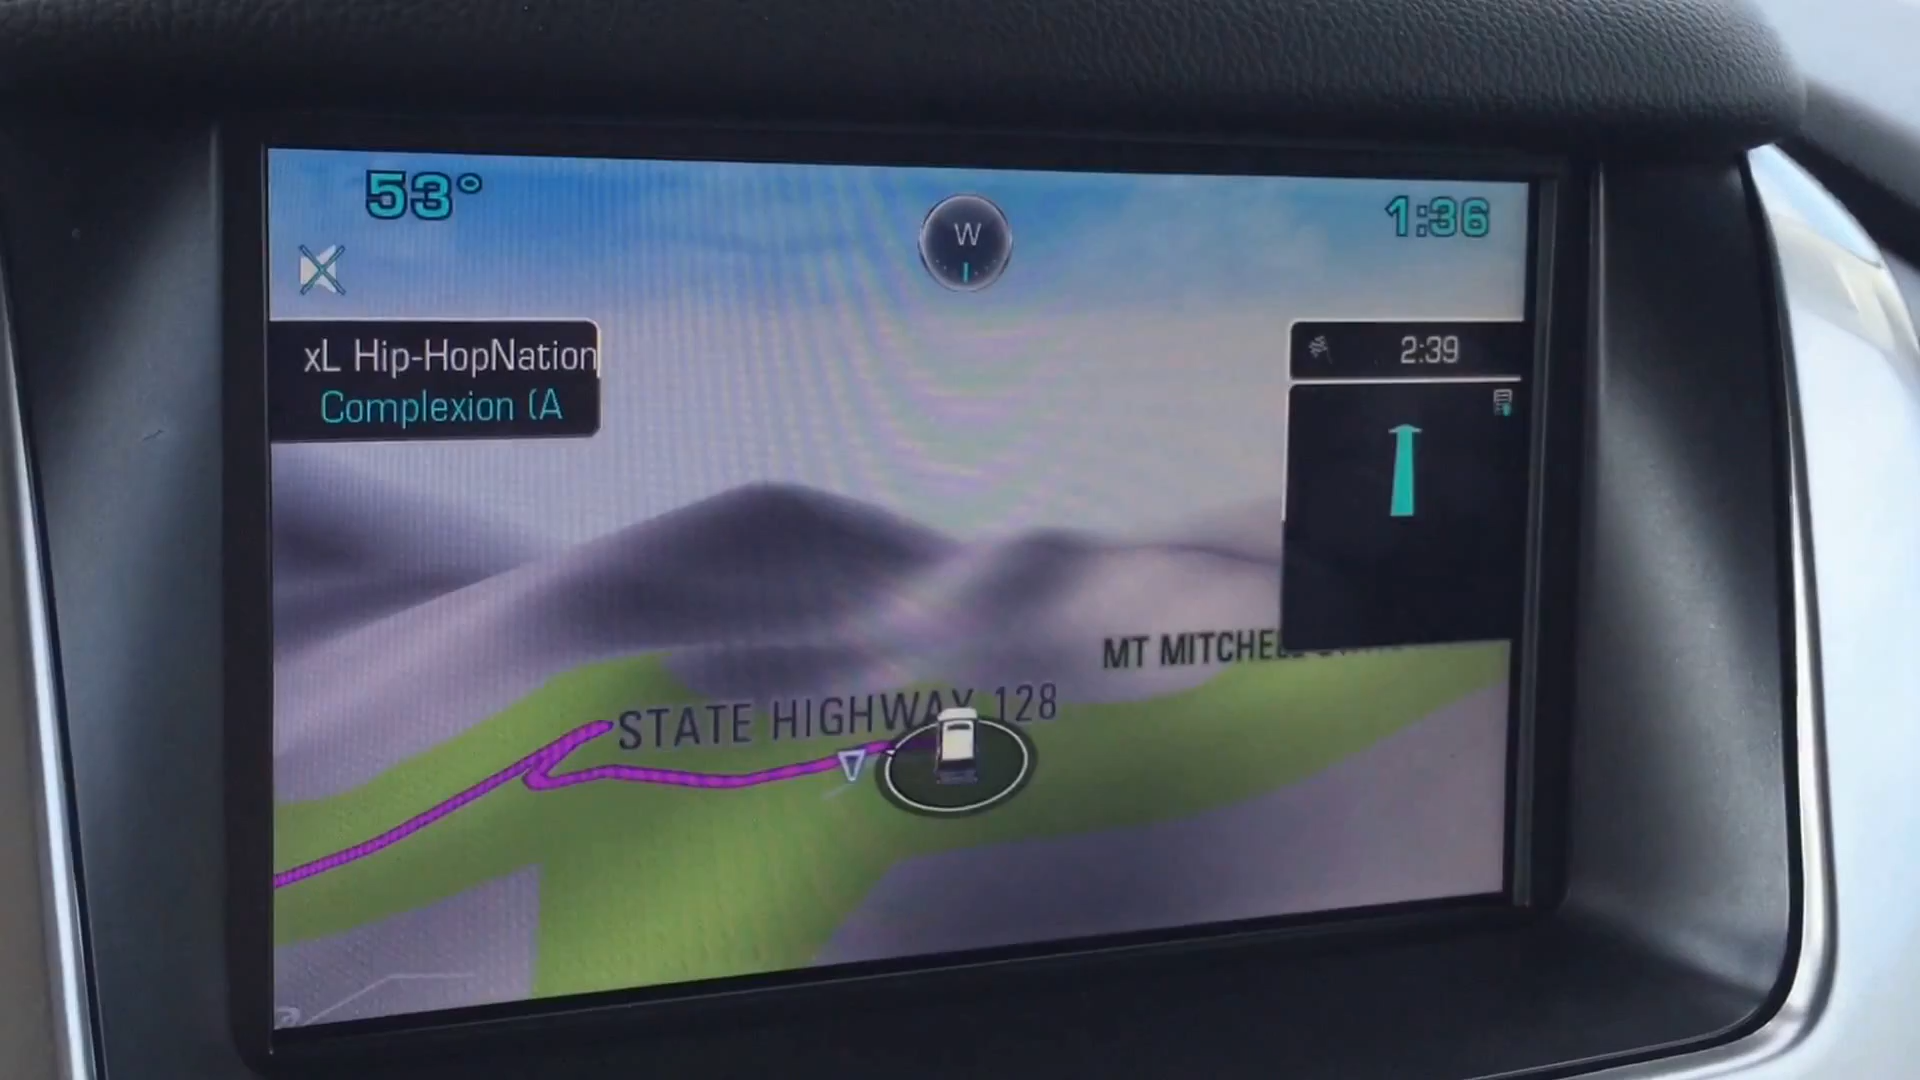 53°
W
1:36
xL Hip-HopNation
Complexion (A
2:39
MT MITCHE
STATE HIGHWAY 128